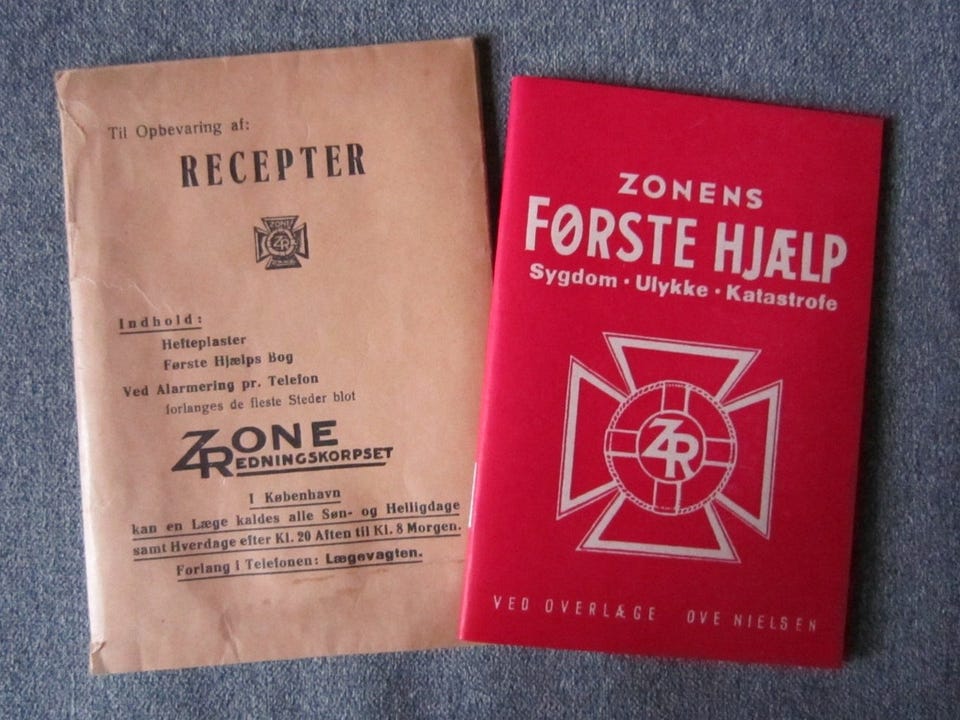 Til Opbevaring af:
RECEPTER
ZONE
ZR
Indhold:
Hefteplaster
Første Hjælps Bog
Ved Alarmering pr. Telefon
forlanges de fleste Steder blot
ZONE
REDNINGSKORPSET
I København
kan en Læge kaldes alle Søn- og Helligdage
samt Hverdage efter Kl. 20 Aften til Kl. 8 Morgen.
Forlang i Telefonen: Lægevagten.
ZONENS
FØRSTE HJÆLP
Sygdom · Ulykke · Katastrofe
ZR
VED OVERLÆGE OVE NIELSEN